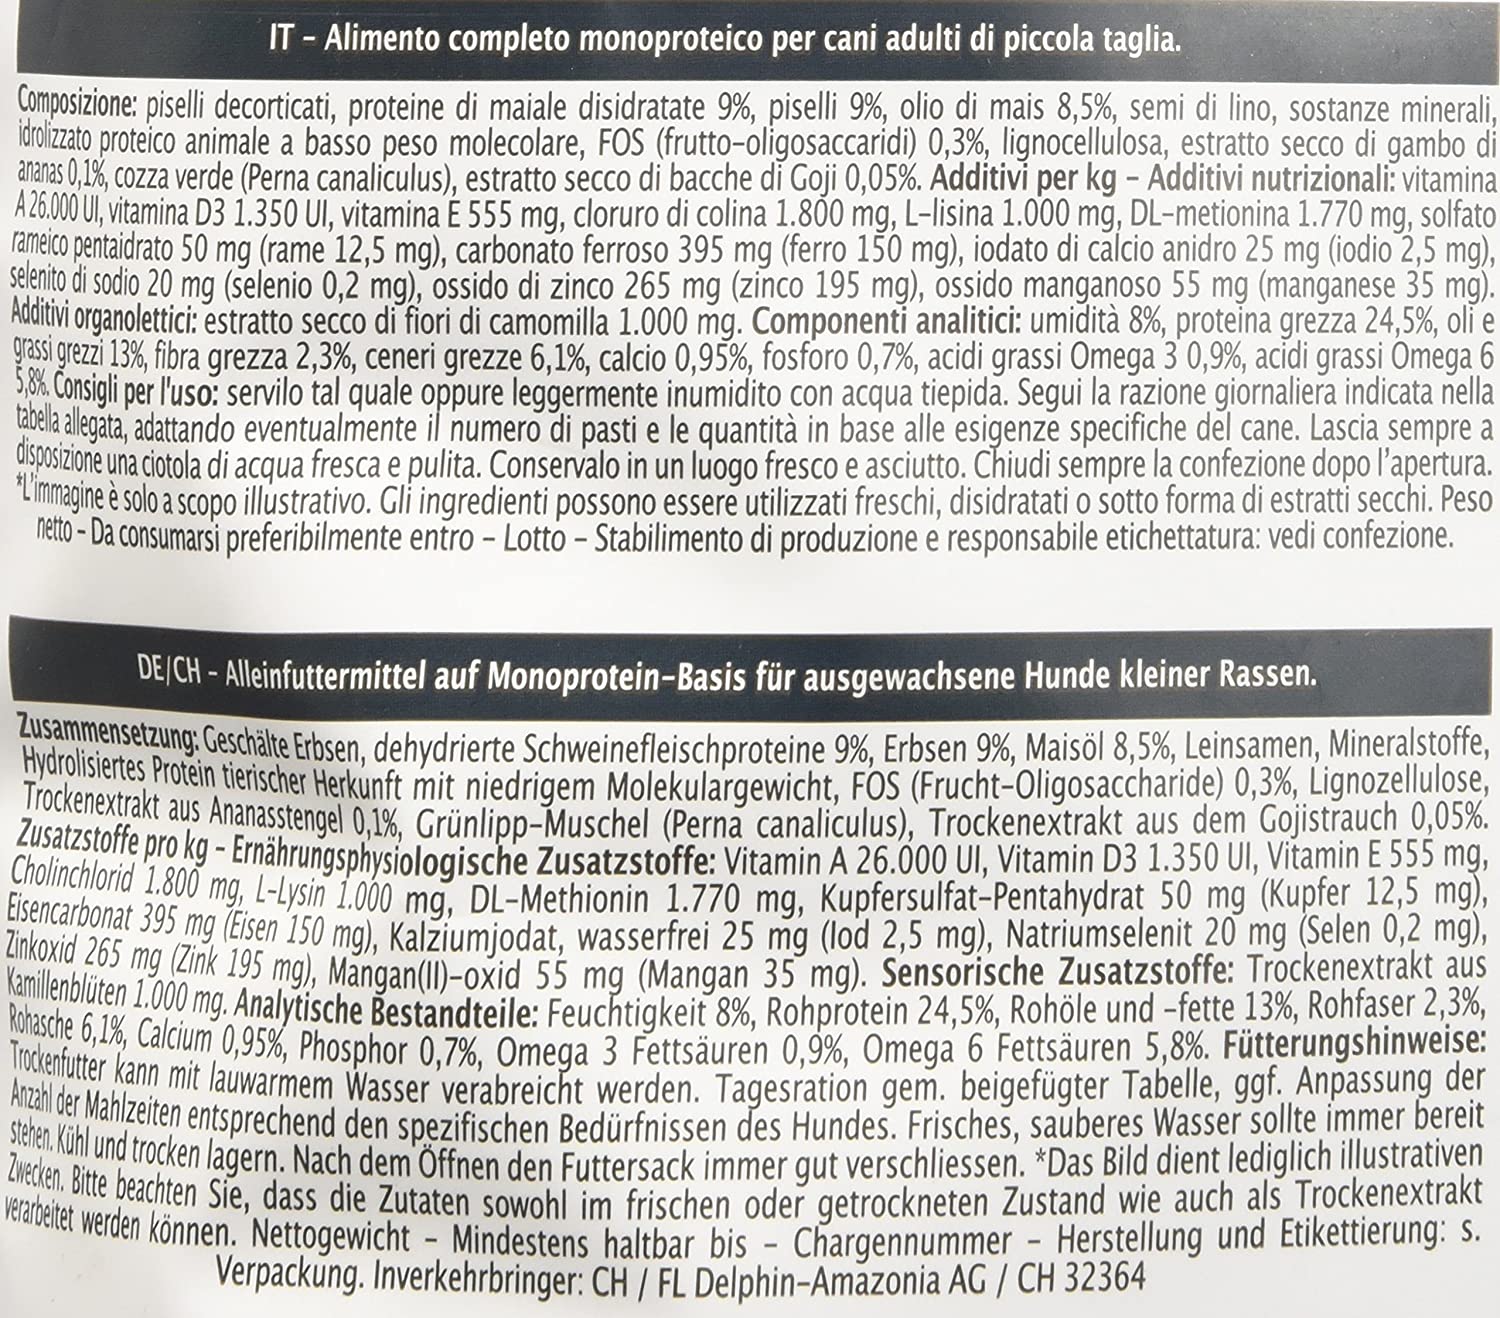 IT - Alimento completo monoproteico per cani adulti di piccola taglia.
Composizione: piselli decorticati, proteine di maiale disidratate 9%, piselli 9%, olio di mais 8,5%, semi di lino, sostanze minerali,
idrolizzato proteico animale a basso peso molecolare, FOS (frutto-oligosaccaridi) 0,3%, lignocellulosa, estratto secco di gambo di
ananas 0,1%, cozza verde (Perna canaliculus), estratto secco di bacche di Goji 0,05%. Additivi per kg - Additivi nutrizionali: vitamina
A 26.000 UI, vitamina D3 1.350 UI, vitamina E 555 mg, cloruro di colina 1.800 mg, L-lisina 1.000 mg, DL-metionina 1.770 mg, solfato
rameico pentaidrato 50 mg (rame 12,5 mg), carbonato ferroso 395 mg (ferro 150 mg), iodato di calcio anidro 25 mg (iodio 2,5 mg),
selenito di sodio 20 mg (selenio 0,2 mg), ossido di zinco 265 mg (zinco 195 mg), ossido manganoso 55 mg (manganese 35 mg).
Additivi organolettici: estratto secco di fiori di camomilla 1.000 mg. Componenti analitici: umidità 8%, proteina grezza 24,5%, oli e
grassi grezzi 13%, fibra grezza 2,3%, ceneri grezze 6,1%, calcio 0,95%, fosforo 0,7%, acidi grassi Omega 3 0,9%, acidi grassi Omega 6
5,8%. Consigli per l'uso: servilo tal quale oppure leggermente inumidito con acqua tiepida. Segui la razione giornaliera indicata nella
tabella allegata, adattando eventualmente il numero di pasti e le quantità in base alle esigenze specifiche del cane. Lascia sempre a
disposizione una ciotola di acqua fresca e pulita. Conservalo in un luogo fresco e asciutto. Chiudi sempre la confezione dopo l'apertura.
*L'immagine è solo a scopo illustrativo. Gli ingredienti possono essere utilizzati freschi, disidratati o sotto forma di estratti secchi. Peso
netto - Da consumarsi preferibilmente entro - Lotto - Stabilimento di produzione e responsabile etichettatura: vedi confezione.
DE/CH - Alleinfuttermittel auf Monoprotein-Basis für ausgewachsene Hunde kleiner Rassen.
Zusammensetzung: Geschälte Erbsen, dehydrierte Schweinefleischproteine 9%, Erbsen 9%, Maisöl 8,5%, Leinsamen, Mineralstoffe,
Hydrolisiertes Protein tierischer Herkunft mit niedrigem Molekulargewicht, FOS (Frucht-Oligosaccharide) 0,3%, Lignozellulose,
Trockenextrakt aus Ananasstengel 0,1%, Grünlipp-Muschel (Perna canaliculus), Trockenextrakt aus dem Gojistrauch 0,05%.
Zusatzstoffe pro kg - Ernährungsphysiologische Zusatzstoffe: Vitamin A 26.000 UI, Vitamin D3 1.350 UI, Vitamin E 555 mg,
Cholinchlorid 1.800 mg, L-Lysin 1.000 mg, DL-Methionin 1.770 mg, Kupfersulfat-Pentahydrat 50 mg (Kupfer 12,5 mg),
Eisencarbonat 395 mg (Eisen 150 mg), Kalziumjodat, wasserfrei 25 mg (Iod 2,5 mg), Natriumselenit 20 mg (Selen 0,2 mg),
Zinkoxid 265 mg (Zink 195 mg), Mangan(II)-oxid 55 mg (Mangan 35 mg). Sensorische Zusatzstoffe: Trockenextrakt aus
Kamillenblüten 1.000 mg. Analytische Bestandteile: Feuchtigkeit 8%, Rohprotein 24,5%, Rohöle und -fette 13%, Rohfaser 2,3%,
Rohasche 6,1%, Calcium 0,95%, Phosphor 0,7%, Omega 3 Fettsäuren 0,9%, Omega 6 Fettsäuren 5,8%. Fütterungshinweise:
Trockenfutter kann mit lauwarmem Wasser verabreicht werden. Tagesration gem. beigefügter Tabelle, ggf. Anpassung der
Anzahl der Mahlzeiten entsprechend den spezifischen Bedürfnissen des Hundes. Frisches, sauberes Wasser sollte immer bereit
stehen. Kühl und trocken lagern. Nach dem Öffnen den Futtersack immer gut verschliessen. *Das Bild dient lediglich illustrativen
Zwecken. Bitte beachten Sie, dass die Zutaten sowohl im frischen oder getrockneten Zustand wie auch als Trockenextrakt
verarbeitet werden können. Nettogewicht - Mindestens haltbar bis - Chargennummer - Herstellung und Etikettierung: s.
Verpackung. Inverkehrbringer: CH / FL Delphin-Amazonia AG / CH 32364